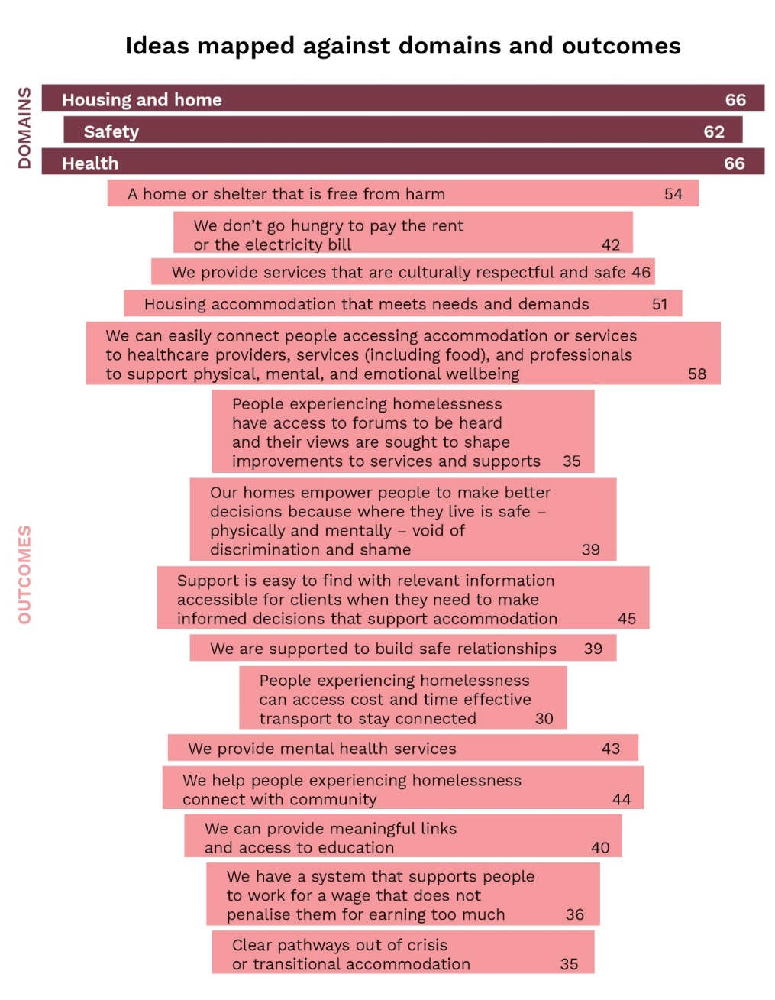 Ideas mapped against domains and outcomes
DOMAINS
Housing and home 66
Safety 62
Health 66
OUTCOMES
A home or shelter that is free from harm 54
We don’t go hungry to pay the rent
or the electricity bill 42
We provide services that are culturally respectful and safe 46
Housing accommodation that meets needs and demands 51
We can easily connect people accessing accommodation or services
to healthcare providers, services (including food), and professionals
to support physical, mental, and emotional wellbeing 58
People experiencing homelessness
have access to forums to be heard
and their views are sought to shape
improvements to services and supports 35
Our homes empower people to make better
decisions because where they live is safe –
physically and mentally – void of
discrimination and shame 39
Support is easy to find with relevant information
accessible for clients when they need to make
informed decisions that support accommodation 45
We are supported to build safe relationships 39
People experiencing homelessness
can access cost and time effective
transport to stay connected 30
We provide mental health services 43
We help people experiencing homelessness
connect with community 44
We can provide meaningful links
and access to education 40
We have a system that supports people
to work for a wage that does not
penalise them for earning too much 36
Clear pathways out of crisis
or transitional accommodation 35